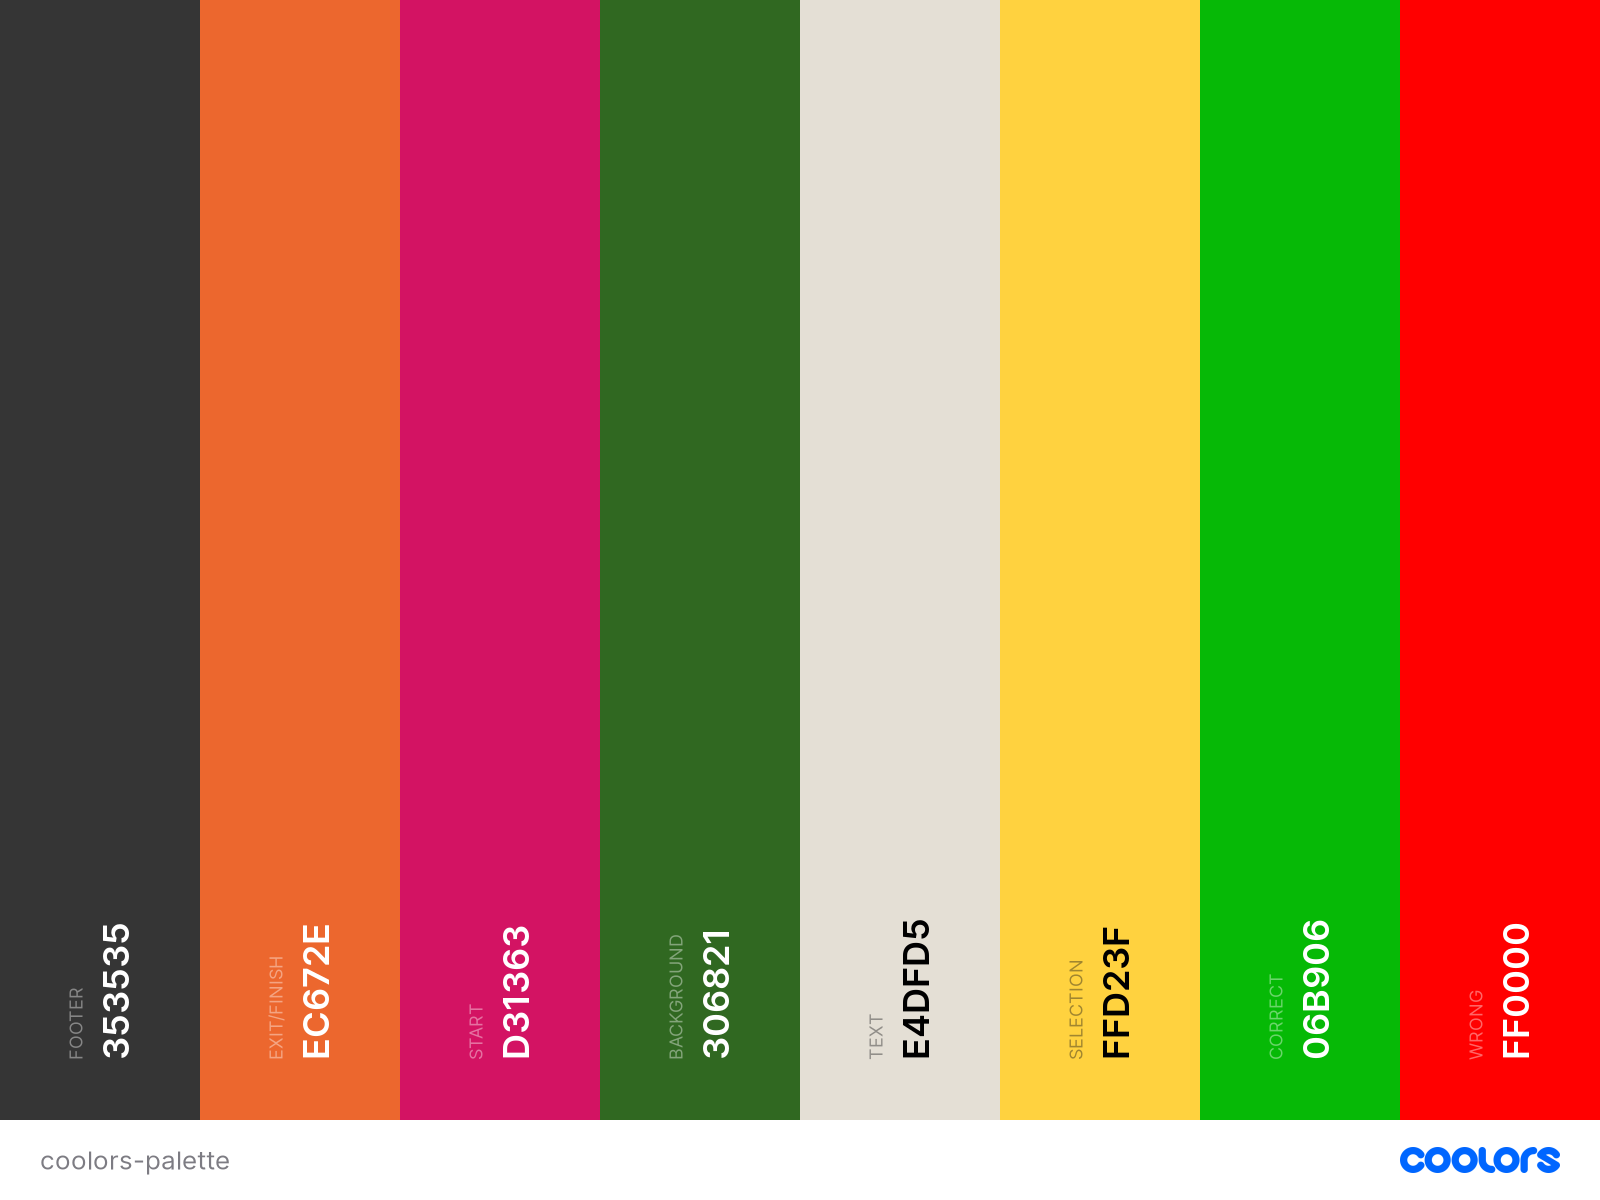 FOOTER
353535
EXIT/FINISH
EC672E
START
D31363
BACKGROUND
306821
TEXT
E4DFD5
SELECTION
FFD23F
CORRECT
06B906
WRONG
FF0000
coolors-palette
coolors